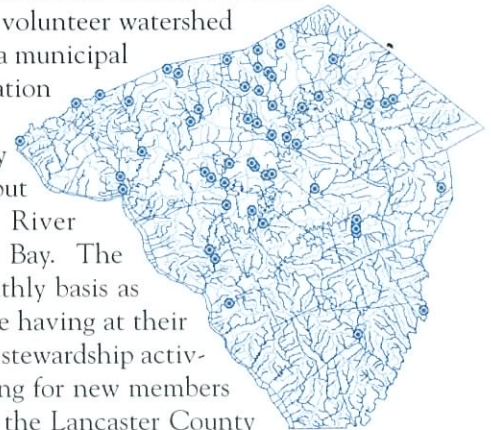 volunteer watershed
a municipal
ation
River
Bay. The
thly basis as
e having at their
stewardship activ-
ng for new members
the Lancaster County